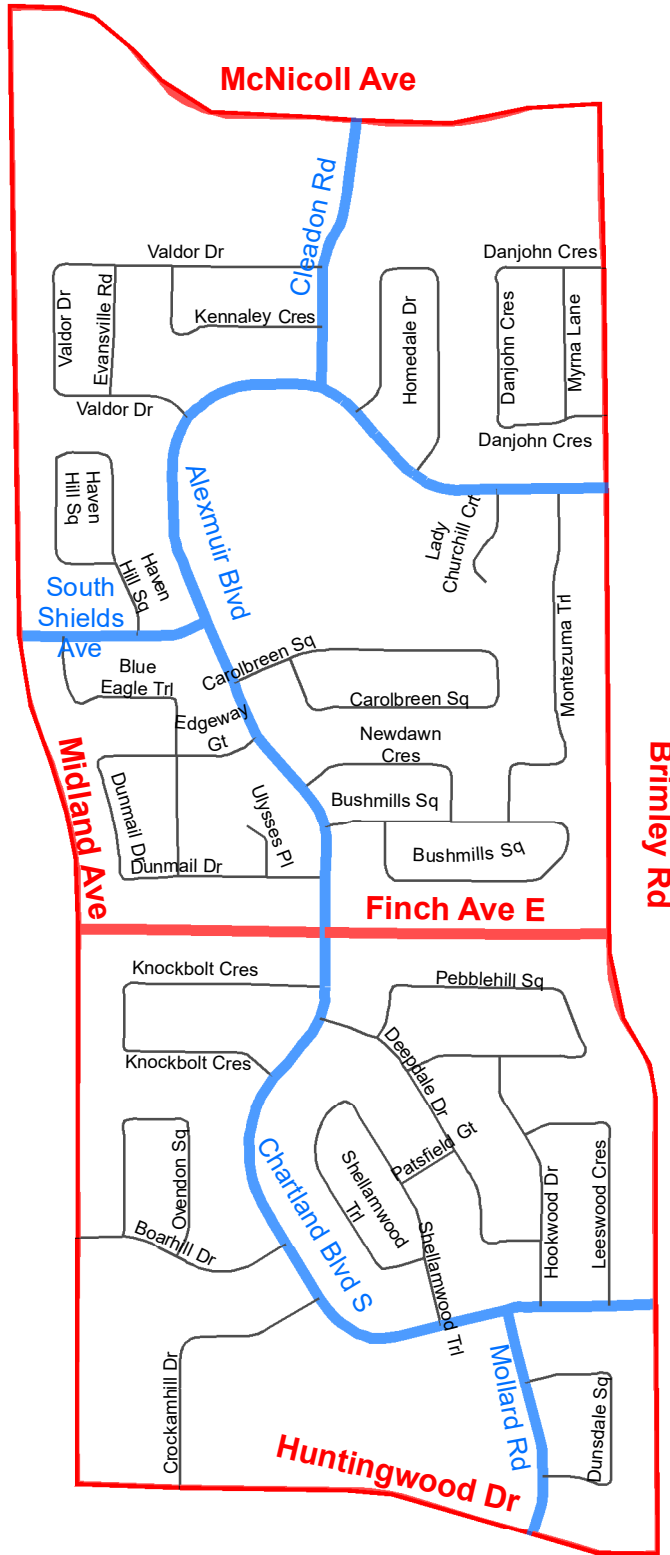 McNicoll Ave
Cleadon Rd
Valdor Dr
Danjohn Cres
Valdor Dr
Evansville Rd
Kennaley Cres
Homedale Dr
Danjohn Cres
Myrna Lane
Valdor Dr
Danjohn Cres
Haven
Hill Sq
Alexmuir Blvd
Lady
Churchill Crt
Haven
Hill Sq
South
Shields
Ave
Montezuma Trl
Carolbreen Sq
Blue
Eagle Trl
Carolbreen Sq
Edgeway
Gt
Newdawn
Cres
Midland Ave
Brimley Rd
Dunmail Dr
Ulysses Pl
Bushmills Sq
Bushmills Sq
Dunmail Dr
Finch Ave E
Knockbolt Cres
Pebblehill Sq
Knockbolt Cres
Deepdale Dr
Patsfield Gt
Ovendon Sq
Chartland Blvd S
Shellamwood
Trl
Hookwood Dr
Leeswood Cres
Boarhill Dr
Shellamwood Trl
Crockamhill Dr
Mollard Rd
Dunsdale Sq
Huntingwood Dr